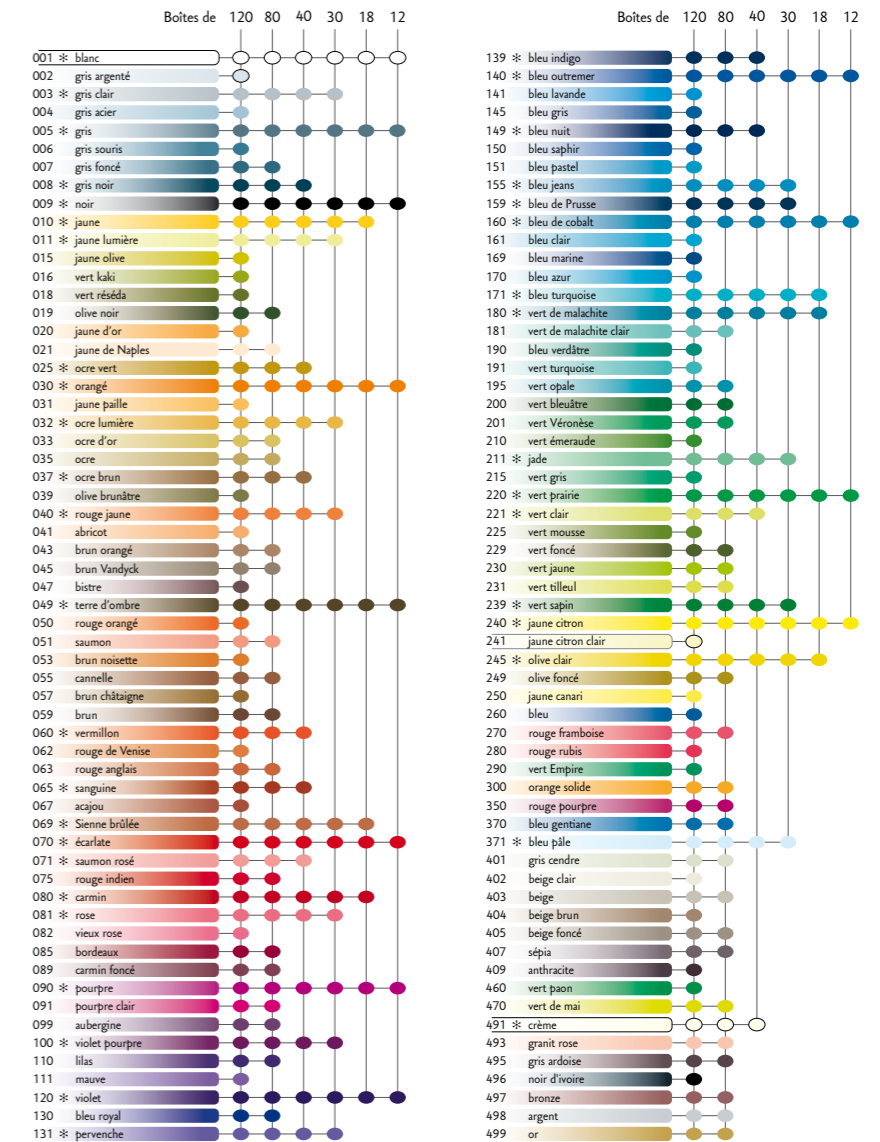 Boîtes de 120 80 40 30 18 12
001 * blanc
002 gris argenté
003 * gris clair
004 gris acier
005 * gris
006 gris souris
007 gris foncé
008 * gris noir
009 * noir
010 * jaune
011 * jaune lumière
015 jaune olive
016 vert kaki
018 vert réséda
019 olive noir
020 jaune d'or
021 jaune de Naples
025 * ocre vert
030 * orangé
031 jaune paille
032 * ocre lumière
033 ocre d'or
035 ocre
037 * ocre brun
039 olive brunâtre
040 * rouge jaune
041 abricot
043 brun orangé
045 brun Vandyck
047 bistre
049 * terre d'ombre
050 rouge orangé
051 saumon
053 brun noisette
055 cannelle
057 brun châtaigne
059 brun
060 * vermillon
062 rouge de Venise
063 rouge anglais
065 * sanguine
067 acajou
069 * Sienne brûlée
070 * écarlate
071 * saumon rosé
075 rouge indien
080 * carmin
081 * rose
082 vieux rose
085 bordeaux
089 carmin foncé
090 * pourpre
091 pourpre clair
099 aubergine
100 * violet pourpre
110 lilas
111 mauve
120 * violet
130 bleu royal
131 * pervenche
Boîtes de 120 80 40 30 18 12
139 * bleu indigo
140 * bleu outremer
141 bleu lavande
145 bleu gris
149 * bleu nuit
150 bleu saphir
151 bleu pastel
155 * bleu jeans
159 * bleu de Prusse
160 * bleu de cobalt
161 bleu clair
169 bleu marine
170 bleu azur
171 * bleu turquoise
180 * vert de malachite
181 vert de malachite clair
190 bleu verdâtre
191 vert turquoise
195 vert opale
200 vert bleuâtre
201 vert Véronèse
210 vert émeraude
211 * jade
215 vert gris
220 * vert prairie
221 * vert clair
225 vert mousse
229 vert foncé
230 vert jaune
231 vert tilleul
239 * vert sapin
240 * jaune citron
241 jaune citron clair
245 * olive clair
249 olive foncé
250 jaune canari
260 bleu
270 rouge framboise
280 rouge rubis
290 vert Empire
300 orange solide
350 rouge pourpre
370 bleu gentiane
371 * bleu pâle
401 gris cendre
402 beige clair
403 beige
404 beige brun
405 beige foncé
407 sépia
409 anthracite
460 vert paon
470 vert de mai
491 * crème
493 granit rose
495 gris ardoise
496 noir d'ivoire
497 bronze
498 argent
499 or